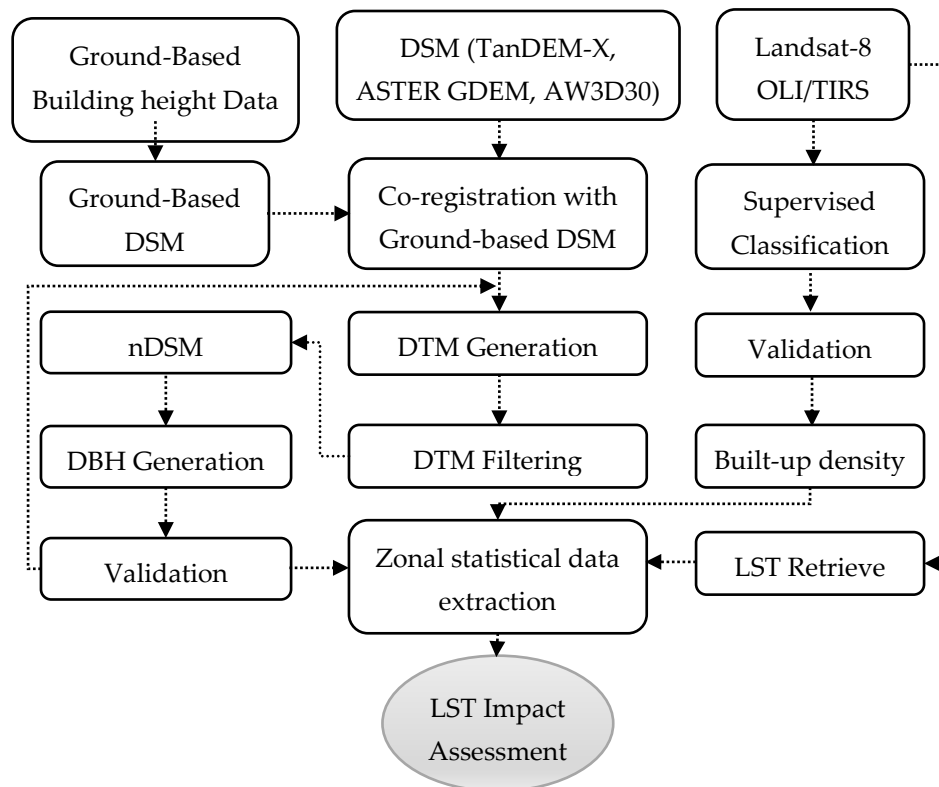 Ground-Based
Building height Data
DSM (TanDEM-X,
ASTER GDEM, AW3D30)
Landsat-8
OLI/TIRS
Ground-Based
DSM
Co-registration with
Ground-based DSM
Supervised
Classification
nDSM
DTM Generation
Validation
DBH Generation
DTM Filtering
Built-up density
Validation
Zonal statistical data
extraction
LST Retrieve
LST Impact
Assessment